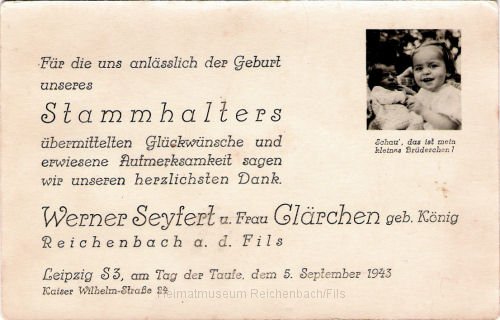 Für die uns anlässlich der Geburt
unseres
Stammhalters
übermittelten Glückwünsche und
erwiesene Aufmerksamkeit sagen
wir unseren herzlichsten Dank.
Schau', das ist mein
kleines Brüderchen!
Werner Seyfert u. Frau Clärchen geb. König
Reichenbach a. d. Fils
Leipzig S3, am Tag der Taufe, dem 5. September 1943
Kaiser Wilhelm-Straße 24
Heimatmuseum Reichenbach/Fils